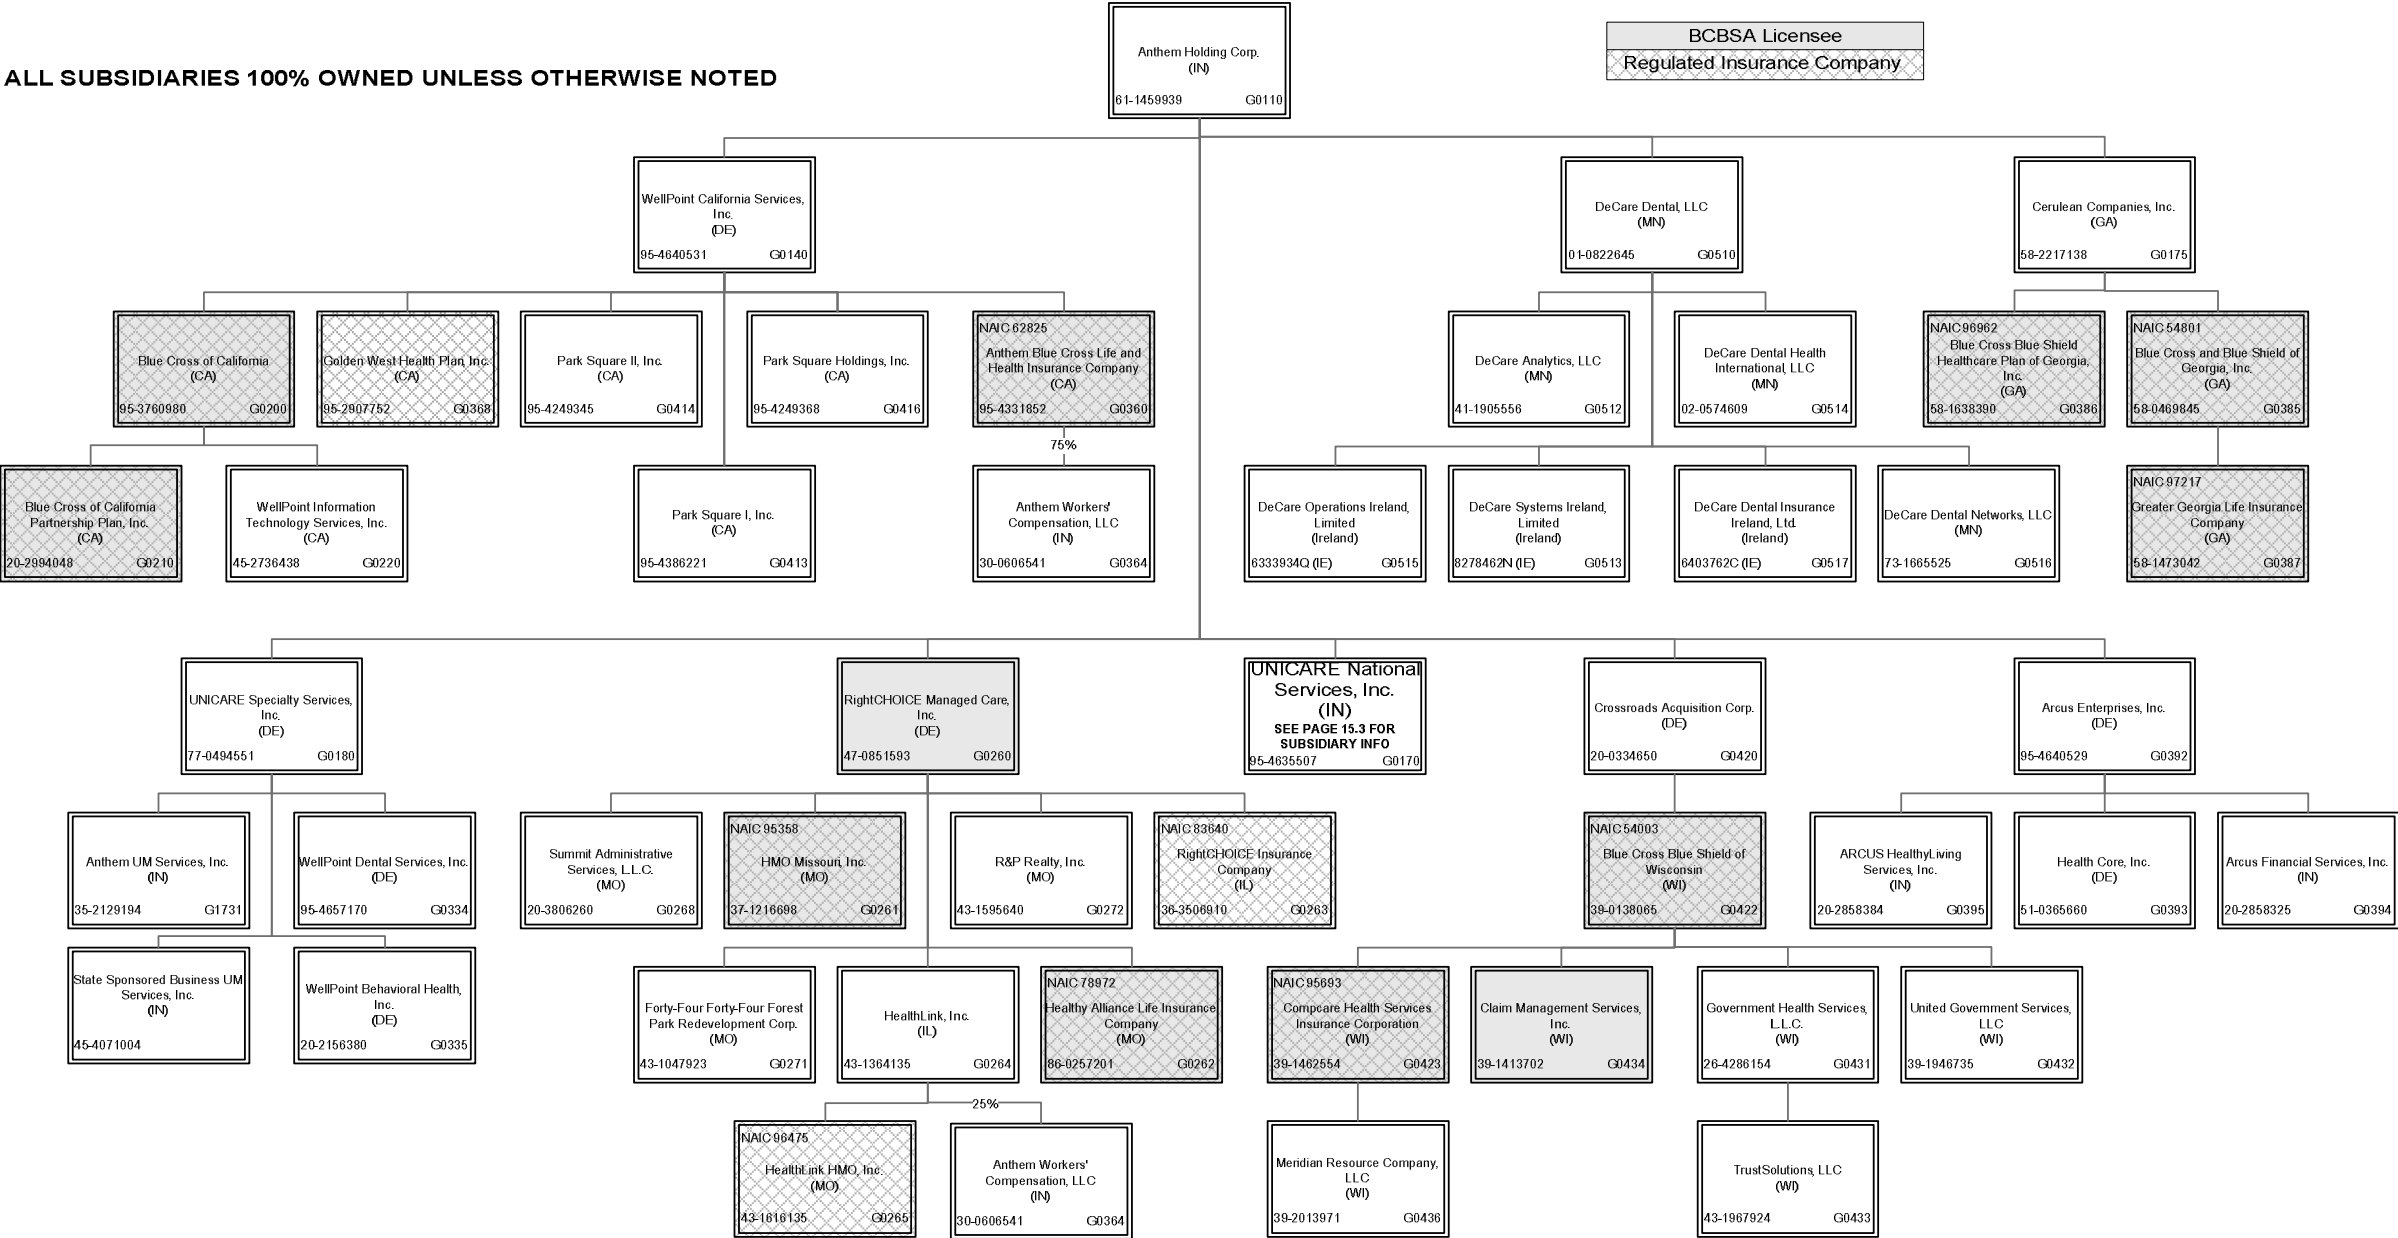 Anthem Holding Corp.
(IN)
61-1459939 G0110
BCBSA Licensee
Regulated Insurance Company
ALL SUBSIDIARIES 100% OWNED UNLESS OTHERWISE NOTED
WellPoint California Services,
Inc.
(DE)
95-4640531 G0140
DeCare Dental, LLC
(MN)
01-0822645 G0510
Cerulean Companies, Inc.
(GA)
58-2217138 G0175
Blue Cross of California
(CA)
95-3760980 G0200
Golden West Health Plan, Inc.
(CA)
95-2907752 G0368
Park Square II, Inc.
(CA)
95-4249345 G0414
Park Square Holdings, Inc.
(CA)
95-4249368 G0416
NAIC 62825
Anthem Blue Cross Life and
Health Insurance Company
(CA)
95-4331852 G0360
DeCare Analytics, LLC
(MN)
41-1905556 G0512
DeCare Dental Health
International, LLC
(MN)
02-0574609 G0514
NAIC 96962
Blue Cross Blue Shield
Healthcare Plan of Georgia,
Inc.
(GA)
58-1638390 G0386
NAIC 54801
Blue Cross and Blue Shield of
Georgia, Inc.
(GA)
58-0469845 G0385
75%
Blue Cross of California
Partnership Plan, Inc.
(CA)
20-2994048 G0210
WellPoint Information
Technology Services, Inc.
(CA)
45-2736438 G0220
Park Square I, Inc.
(CA)
95-4386221 G0413
Anthem Workers'
Compensation, LLC
(IN)
30-0606541 G0364
DeCare Operations Ireland,
Limited
(Ireland)
6333934Q (IE) G0515
DeCare Systems Ireland,
Limited
(Ireland)
8278462N (IE) G0513
DeCare Dental Insurance
Ireland, Ltd.
(Ireland)
6403762C (IE) G0517
DeCare Dental Networks, LLC
(MN)
73-1665525 G0516
NAIC 97217
Greater Georgia Life Insurance
Company
(GA)
58-1473042 G0387
UNICARE Specialty Services,
Inc.
(DE)
77-0494551 G0180
RightCHOICE Managed Care,
Inc.
(DE)
47-0851593 G0260
UNICARE National
Services, Inc.
(IN)
SEE PAGE 15.3 FOR
SUBSIDIARY INFO
95-4635507 G0170
Crossroads Acquisition Corp.
(DE)
20-0334650 G0420
Arcus Enterprises, Inc.
(DE)
95-4640529 G0392
Anthem UM Services, Inc.
(IN)
35-2129194 G1731
WellPoint Dental Services, Inc.
(DE)
95-4657170 G0334
Summit Administrative
Services, L.L.C.
(MO)
20-3806260 G0268
NAIC 95358
HMO Missouri, Inc.
(MO)
37-1216698 G0261
R&P Realty, Inc.
(MO)
43-1595640 G0272
NAIC 83640
RightCHOICE Insurance
Company
(IL)
36-3506910 G0263
NAIC 54003
Blue Cross Blue Shield of
Wisconsin
(WI)
39-0138065 G0422
ARCUS HealthyLiving
Services, Inc.
(IN)
20-2858384 G0395
Health Core, Inc.
(DE)
51-0365660 G0393
Arcus Financial Services, Inc.
(IN)
20-2858325 G0394
State Sponsored Business UM
Services, Inc.
(IN)
45-4071004
WellPoint Behavioral Health,
Inc.
(DE)
20-2156380 G0335
Forty-Four Forty-Four Forest
Park Redevelopment Corp.
(MO)
43-1047923 G0271
HealthLink, Inc.
(IL)
43-1364135 G0264
NAIC 78972
Healthy Alliance Life Insurance
Company
(MO)
86-0257201 G0262
NAIC 95693
Compcare Health Services
Insurance Corporation
(WI)
39-1462554 G0423
Claim Management Services,
Inc.
(WI)
39-1413702 G0434
Government Health Services,
L.L.C.
(WI)
26-4286154 G0431
United Government Services,
LLC
(WI)
39-1946735 G0432
25%
NAIC 96475
HealthLink HMO, Inc.
(MO)
43-1616135 G0265
Anthem Workers'
Compensation, LLC
(IN)
30-0606541 G0364
Meridian Resource Company,
LLC
(WI)
39-2013971 G0436
TrustSolutions, LLC
(WI)
43-1967924 G0433